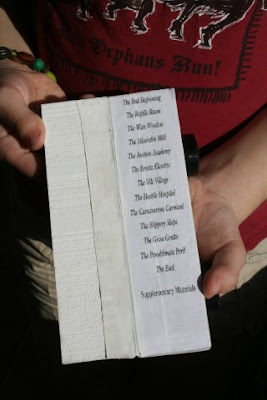 Orphans Run!
The Bad Beginning
The Reptile Room
The Wide Window
The Miserable Mill
The Austere Academy
The Ersatz Elevator
The Vile Village
The Hostile Hospital
The Carnivorous Carnival
The Slippery Slope
The Grim Grotto
The Penultimate Peril
The End
Supplementary Materials